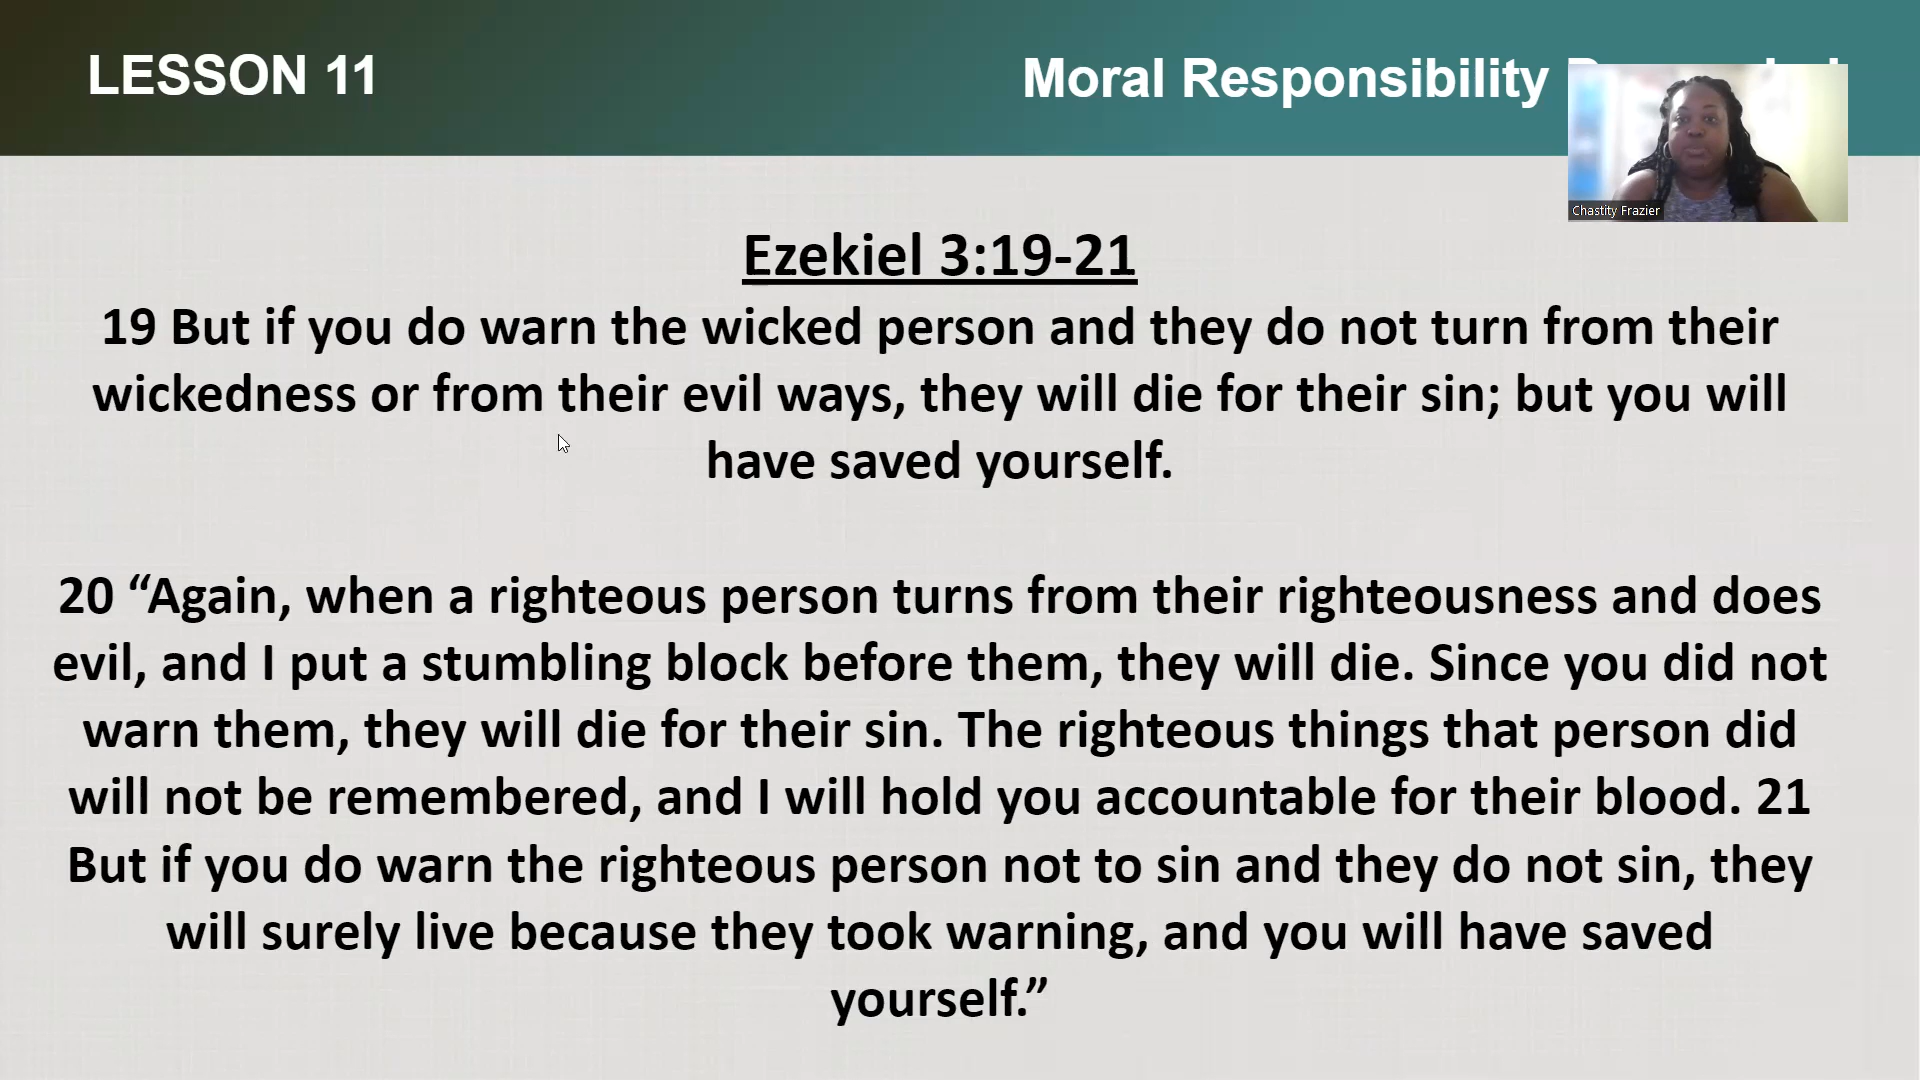 LESSON 11
Moral Responsibility
Chastity Frazier
Ezekiel 3:19-21
19 But if you do warn the wicked person and they do not turn from their
wickedness or from their evil ways, they will die for their sin; but you will
have saved yourself.
20 “Again, when a righteous person turns from their righteousness and does
evil, and I put a stumbling block before them, they will die. Since you did not
warn them, they will die for their sin. The righteous things that person did
will not be remembered, and I will hold you accountable for their blood. 21
But if you do warn the righteous person not to sin and they do not sin, they
will surely live because they took warning, and you will have saved
yourself.”